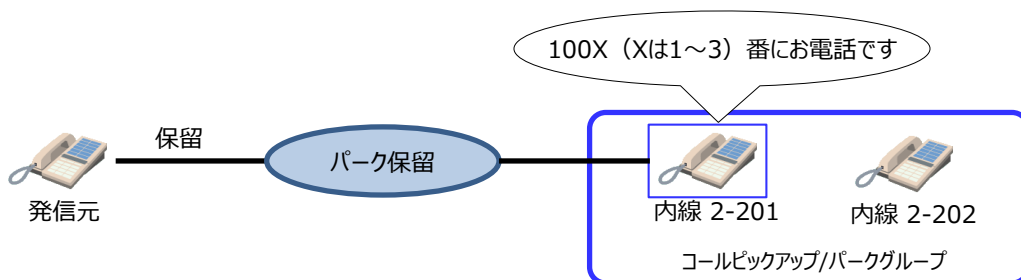 100X（Xは1～3）番にお電話です
保留
パーク保留
発信元
内線 2-201
内線 2-202
コールピックアップ/パークグループ